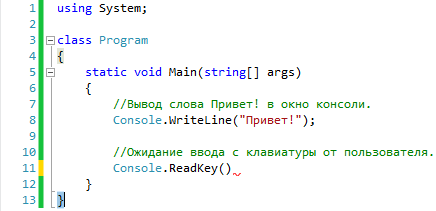 1 using System;
2
3 class Program
4 {
5     static void Main(string[] args)
6     {
7         //Вывод слова Привет! в окно консоли.
8         Console.WriteLine("Привет!");
9
10         //Ожидание ввода с клавиатуры от пользователя.
11         Console.ReadKey()
12     }
13 }